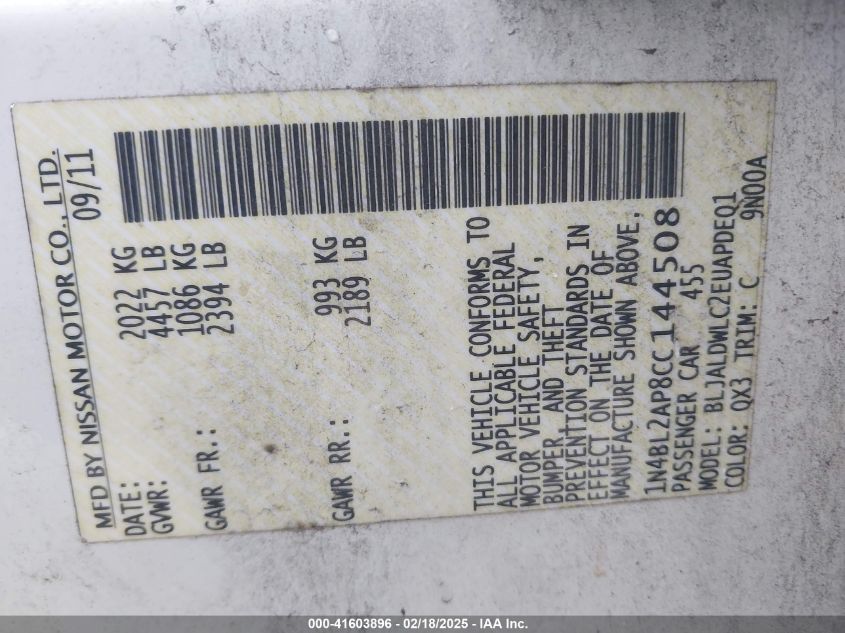 MFD BY NISSAN MOTOR CO., LTD.
DATE: 09/11
GVWR: 2022 KG
4457 LB
GAWR FR.: 1086 KG
2394 LB
GAWR RR.: 993 KG
2189 LB
THIS VEHICLE CONFORMS TO
ALL APPLICABLE FEDERAL
MOTOR VEHICLE SAFETY,
BUMPER, AND THEFT
PREVENTION STANDARDS IN
EFFECT ON THE DATE OF
MANUFACTURE SHOWN ABOVE.
1N4BL2AP8CC144508
PASSENGER CAR 455
MODEL: BLJALDWLC2EUAPDE01
COLOR: QX3 TRIM: C 9N00A
000-41603896 - 02/18/2025 - IAA Inc.